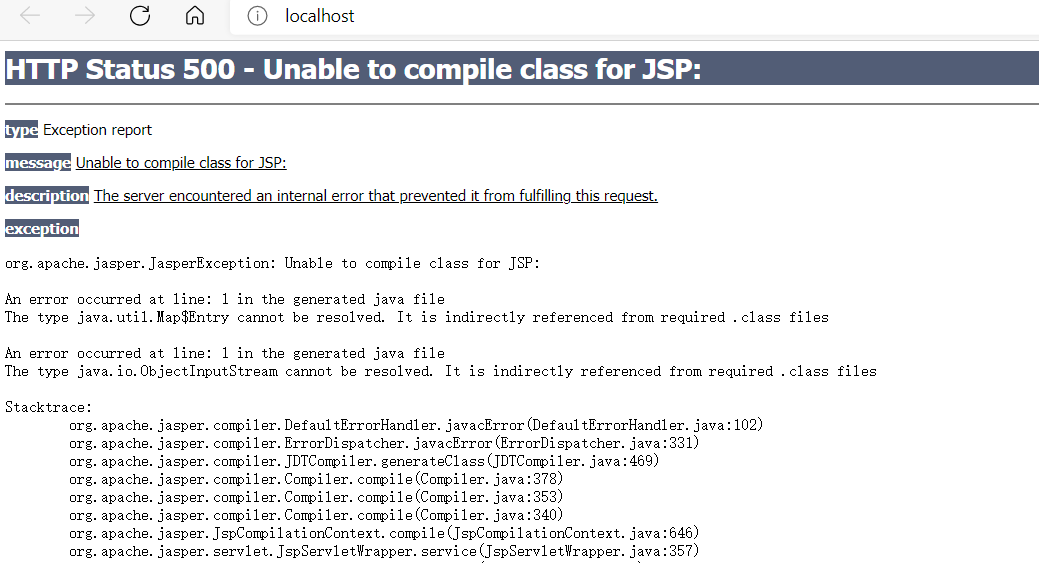 localhost
HTTP Status 500 - Unable to compile class for JSP:
type Exception report
message Unable to compile class for JSP:
description The server encountered an internal error that prevented it from fulfilling this request.
exception
org.apache.jasper.JasperException: Unable to compile class for JSP:
An error occurred at line: 1 in the generated java file
The type java.util.Map$Entry cannot be resolved. It is indirectly referenced from required .class files
An error occurred at line: 1 in the generated java file
The type java.io.ObjectInputStream cannot be resolved. It is indirectly referenced from required .class files
Stacktrace:
org.apache.jasper.compiler.DefaultErrorHandler.javacError(DefaultErrorHandler.java:102)
org.apache.jasper.compiler.ErrorDispatcher.javacError(ErrorDispatcher.java:331)
org.apache.jasper.compiler.JDTCompiler.generateClass(JDTCompiler.java:469)
org.apache.jasper.compiler.Compiler.compile(Compiler.java:378)
org.apache.jasper.compiler.Compiler.compile(Compiler.java:353)
org.apache.jasper.compiler.Compiler.compile(Compiler.java:340)
org.apache.jasper.JspCompilationContext.compile(JspCompilationContext.java:646)
org.apache.jasper.servlet.JspServletWrapper.service(JspServletWrapper.java:357)